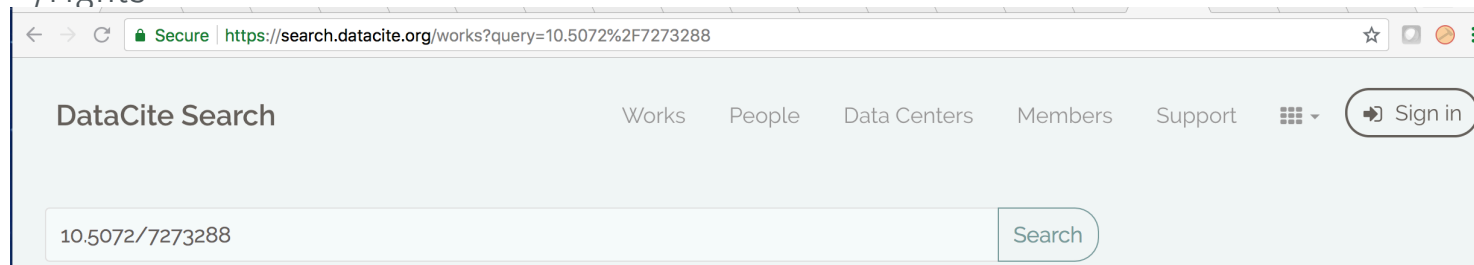 Secure https://search.datacite.org/works?query=10.5072%2F7273288
DataCite Search Works People Data Centers Members Support Sign in
10.5072/7273288 Search